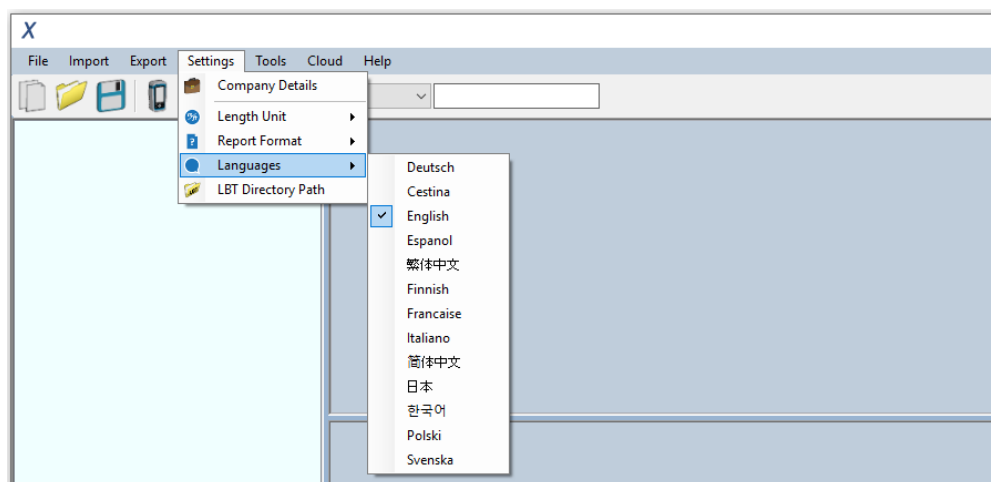 X
File Import Export Settings Tools Cloud Help
Company Details
Length Unit
Report Format
Languages
LBT Directory Path
Deutsch
Cestina
English
Espanol
繁体中文
Finnish
Francaise
Italiano
简体中文
日本
한국어
Polski
Svenska